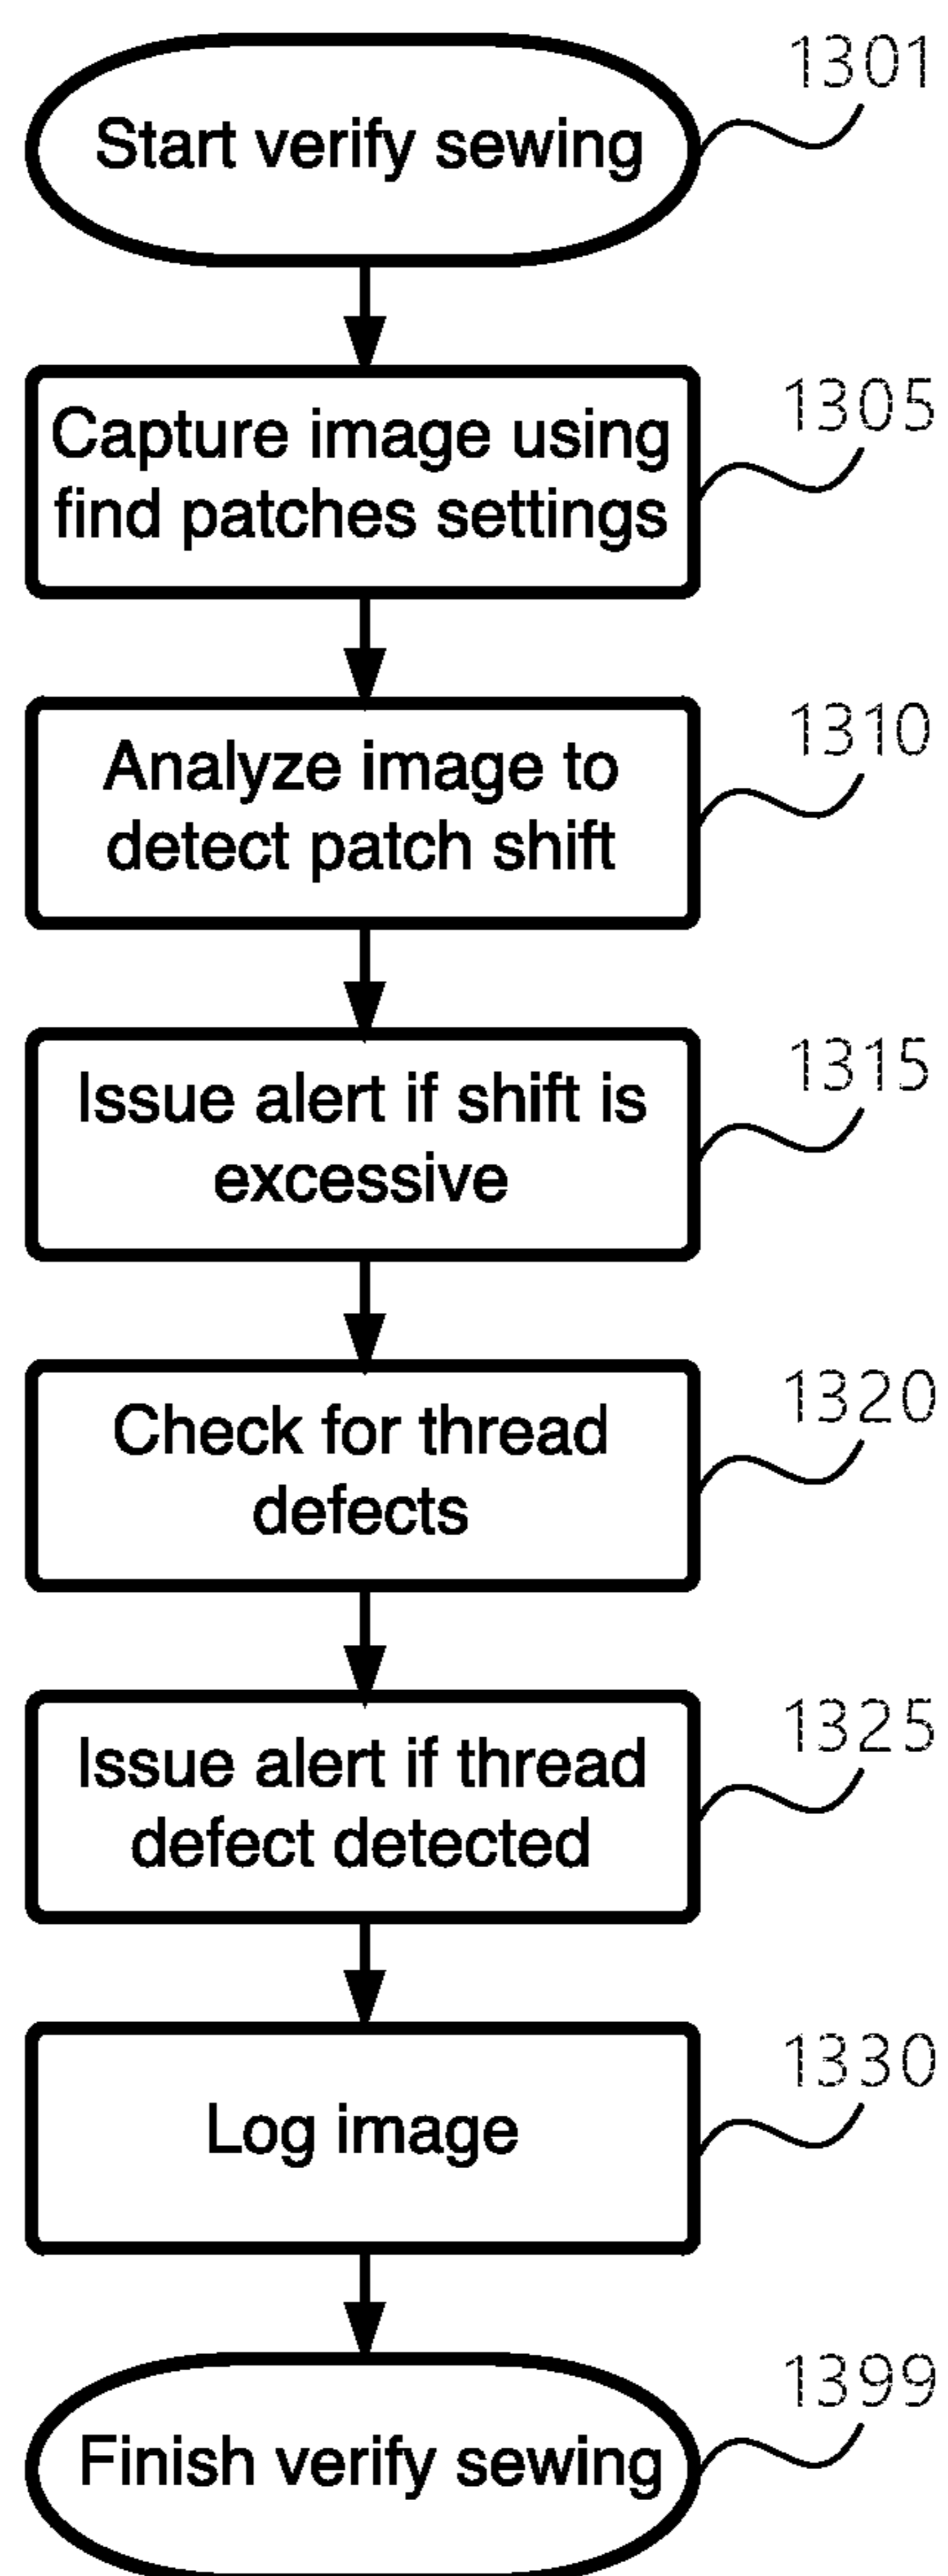 1301
Start verify sewing
1305
Capture image using
find patches settings
1310
Analyze image to
detect patch shift
1315
Issue alert if shift is
excessive
1320
Check for thread
defects
1325
Issue alert if thread
defect detected
1330
Log image
1399
Finish verify sewing